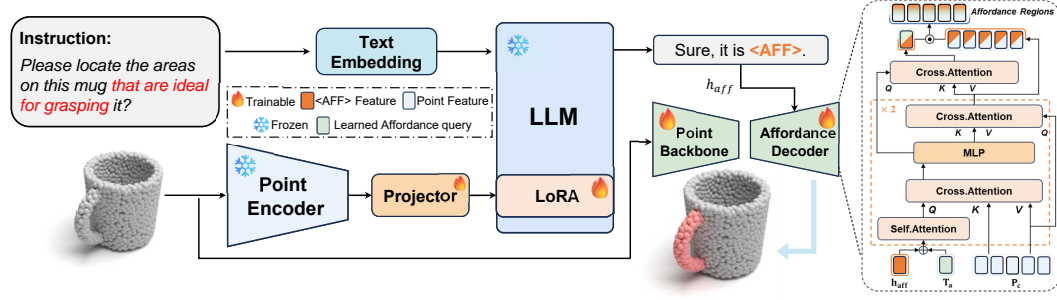 Instruction:
Please locate the areas
on this mug that are ideal
for grasping it?
Text
Embedding
Trainable
<AFF> Feature
Point Feature
Frozen
Learned Affordance query
Point
Encoder
Projector
LLM
LoRA
Sure, it is <AFF>.
h_aff
Point
Backbone
Affordance
Decoder
Affordance Regions
Cross.Attention
Q
K
V
× 2
Cross.Attention
K
V
Q
MLP
Cross.Attention
Q
K
V
Self.Attention
h_aff
T_a
P_c